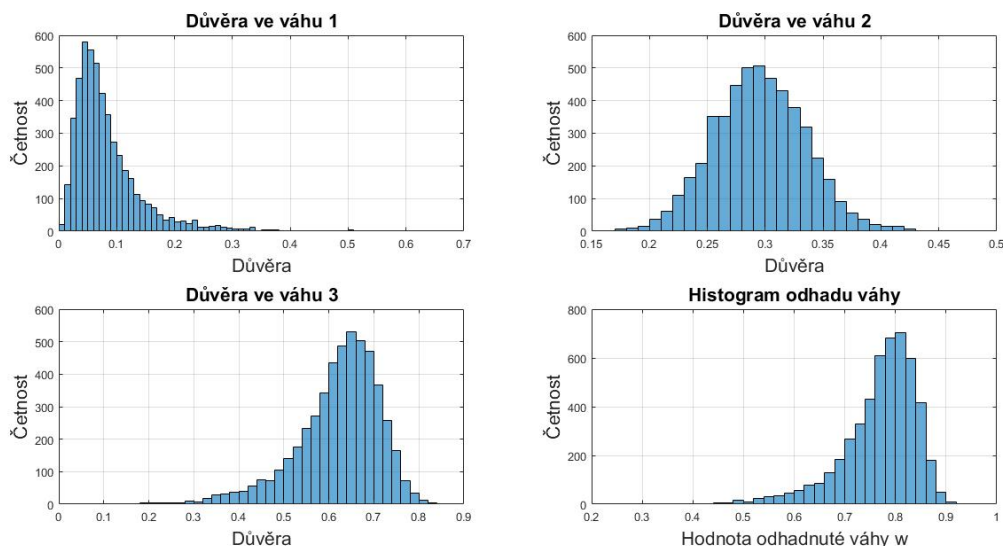 Důvěra ve váhu 1
600
500
400
300
200
100
0
Četnost
0 0.1 0.2 0.3 0.4 0.5 0.6 0.7
Důvěra
Důvěra ve váhu 2
600
500
400
300
200
100
0
Četnost
0.15 0.2 0.25 0.3 0.35 0.4 0.45 0.5
Důvěra
Důvěra ve váhu 3
600
500
400
300
200
100
0
Četnost
0 0.1 0.2 0.3 0.4 0.5 0.6 0.7 0.8 0.9
Důvěra
Histogram odhadu váhy
800
600
400
200
0
Četnost
0.2 0.3 0.4 0.5 0.6 0.7 0.8 0.9 1
Hodnota odhadnuté váhy w